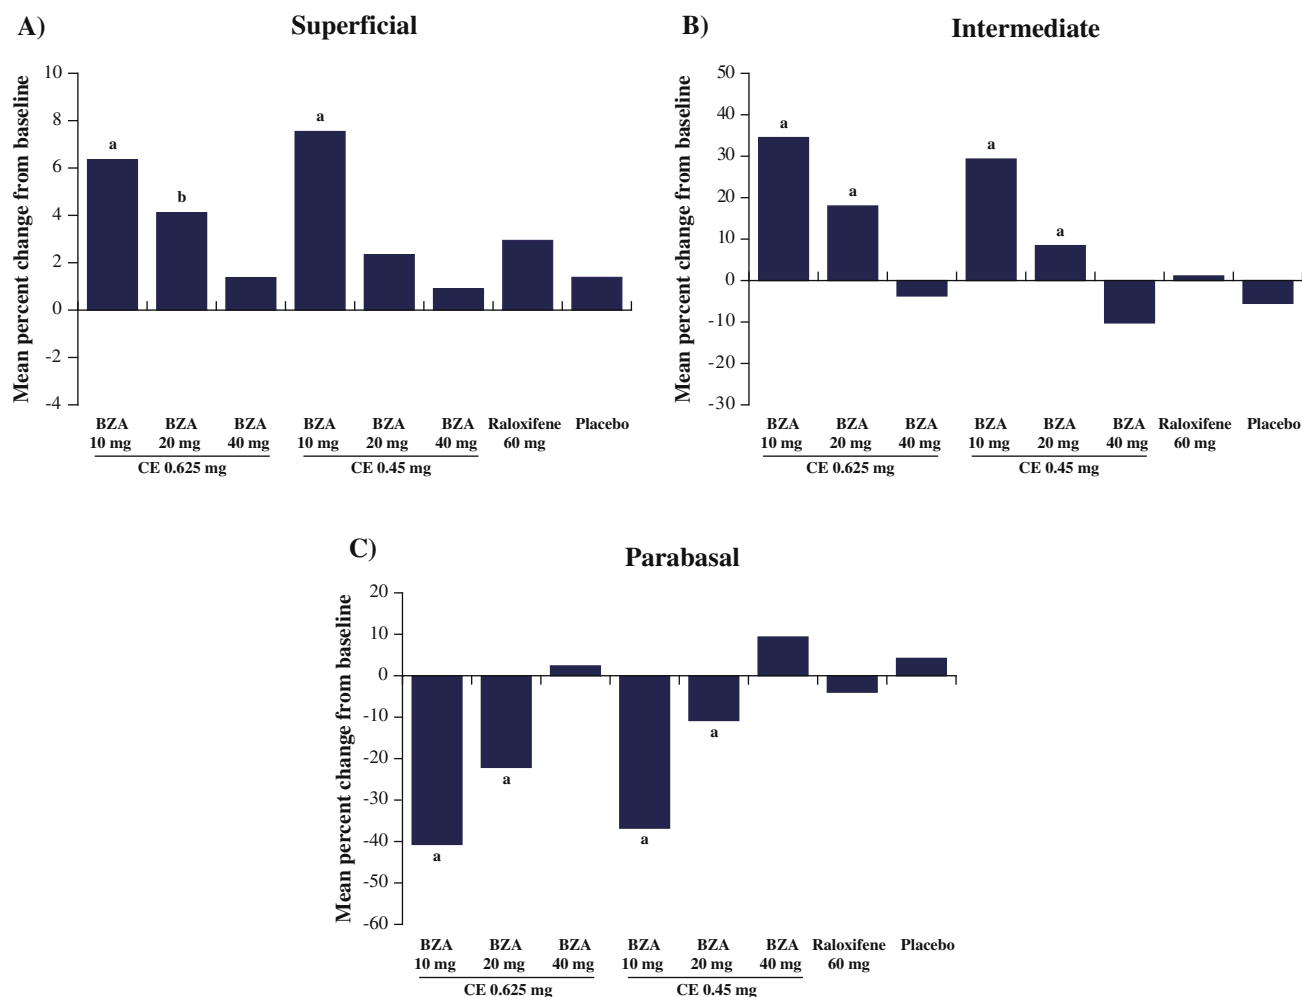 A)
Superficial
Mean percent change from baseline
10
8
6
4
2
0
-2
-4
a
b
a
BZA BZA BZA BZA BZA BZA Raloxifene Placebo
10 mg 20 mg 40 mg 10 mg 20 mg 40 mg 60 mg
CE 0.625 mg CE 0.45 mg
B)
Intermediate
Mean percent change from baseline
50
40
30
20
10
0
-10
-20
-30
a
a
a
a
BZA BZA BZA BZA BZA BZA Raloxifene Placebo
10 mg 20 mg 40 mg 10 mg 20 mg 40 mg 60 mg
CE 0.625 mg CE 0.45 mg
C)
Parabasal
Mean percent change from baseline
20
10
0
-10
-20
-30
-40
-50
-60
a
a
a
a
BZA BZA BZA BZA BZA BZA Raloxifene Placebo
10 mg 20 mg 40 mg 10 mg 20 mg 40 mg 60 mg
CE 0.625 mg CE 0.45 mg